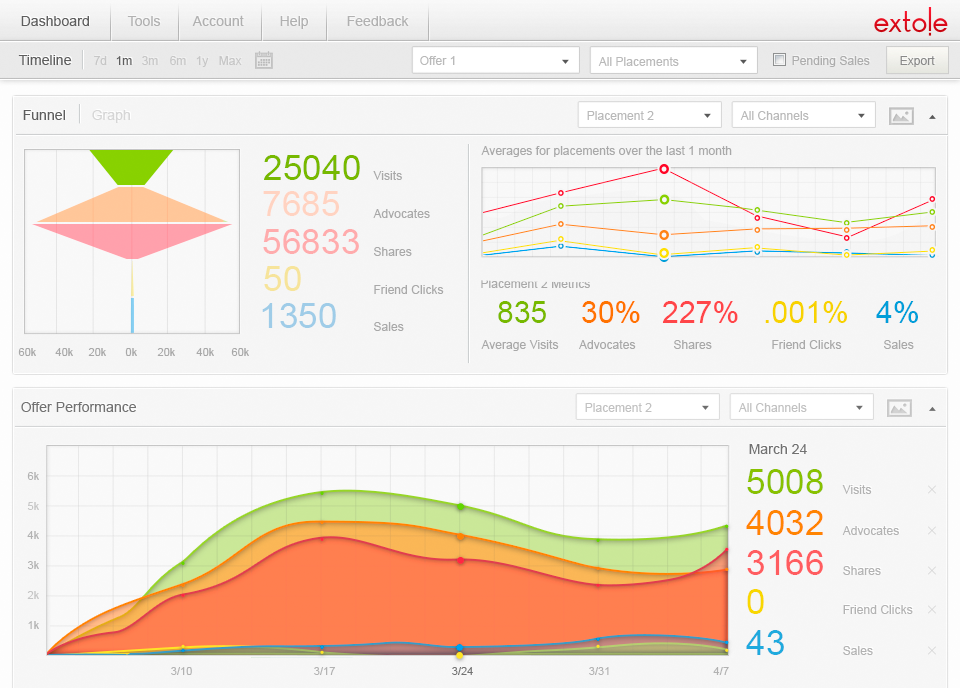 Dashboard Tools Account Help Feedback extole
Timeline 7d 1m 3m 6m 1y Max Offer 1 All Placements Pending Sales Export
Funnel Graph Placement 2 All Channels
25040 Visits
7685 Advocates
56833 Shares
50 Friend Clicks
1350 Sales
60k 40k 20k 0k 20k 40k 60k
Averages for placements over the last 1 month
Placement 2 Metrics
835 30% 227% .001% 4%
Average Visits Advocates Shares Friend Clicks Sales
Offer Performance Placement 2 All Channels
6k
5k
4k
3k
2k
1k
3/10 3/17 3/24 3/31 4/7
March 24
5008 Visits
4032 Advocates
3166 Shares
0 Friend Clicks
43 Sales